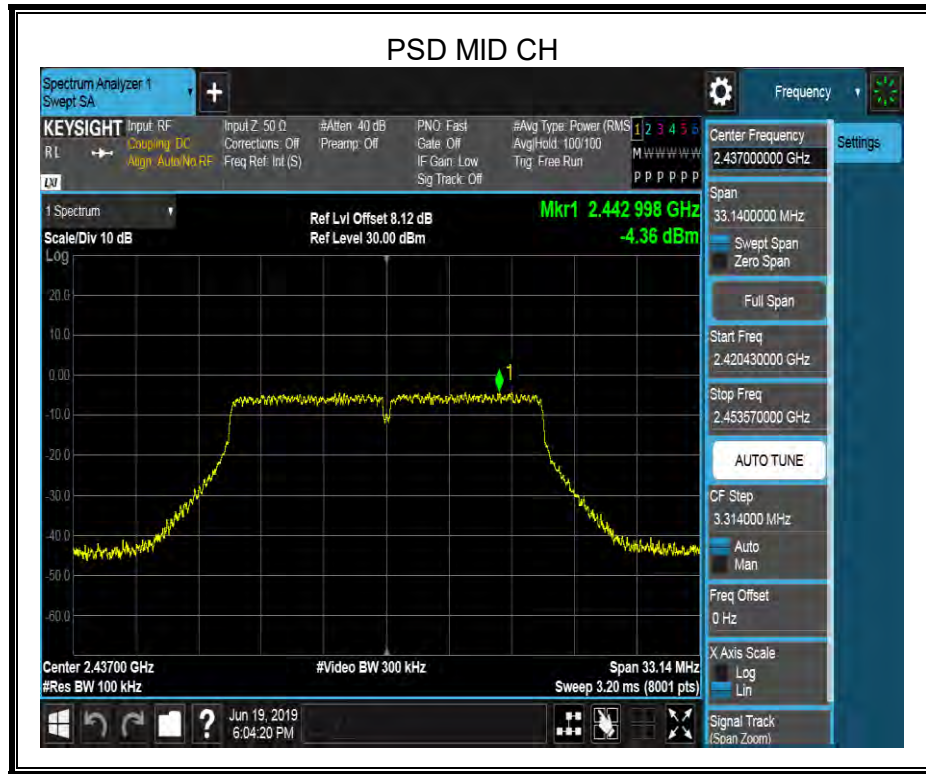 PSD MID CH
Spectrum Analyzer 1
Swept SA
+
Frequency
KEYSIGHT
RL
LXI
Input: RF
Coupling: DC
Align: Auto/No RF
Input Z: 50 Ω
Corrections: Off
Freq Ref: Int (S)
#Atten: 40 dB
Preamp: Off
PNO: Fast
Gate: Off
IF Gain: Low
Sig Track: Off
#Avg Type: Power (RMS
Avg|Hold: 100/100
Trig: Free Run
1 2 3 4 5 6
M W W W W W
P P P P P P
1 Spectrum
Scale/Div 10 dB
Ref Lvl Offset 8.12 dB
Ref Level 30.00 dBm
Mkr1 2.442 998 GHz
-4.36 dBm
Log
20.0
10.0
0.00
-10.0
-20.0
-30.0
-40.0
-50.0
-60.0
1
Center 2.43700 GHz
#Res BW 100 kHz
#Video BW 300 kHz
Span 33.14 MHz
Sweep 3.20 ms (8001 pts)
?
Jun 19, 2019
6:04:20 PM
Center Frequency
2.437000000 GHz
Settings
Span
33.1400000 MHz
Swept Span
Zero Span
Full Span
Start Freq
2.420430000 GHz
Stop Freq
2.453570000 GHz
AUTO TUNE
CF Step
3.314000 MHz
Auto
Man
Freq Offset
0 Hz
X Axis Scale
Log
Lin
Signal Track
(Span Zoom)